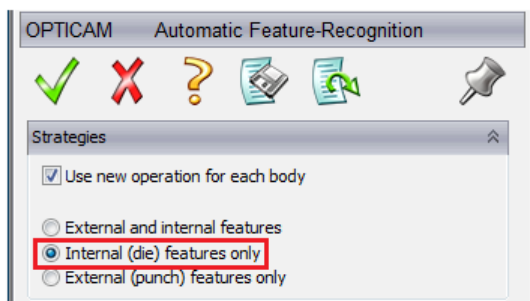 OPTICAM Automatic Feature-Recognition
Strategies
Use new operation for each body
External and internal features
Internal (die) features only
External (punch) features only